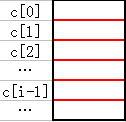 c[0]
c[1]
c[2]
…
c[i-1]
…